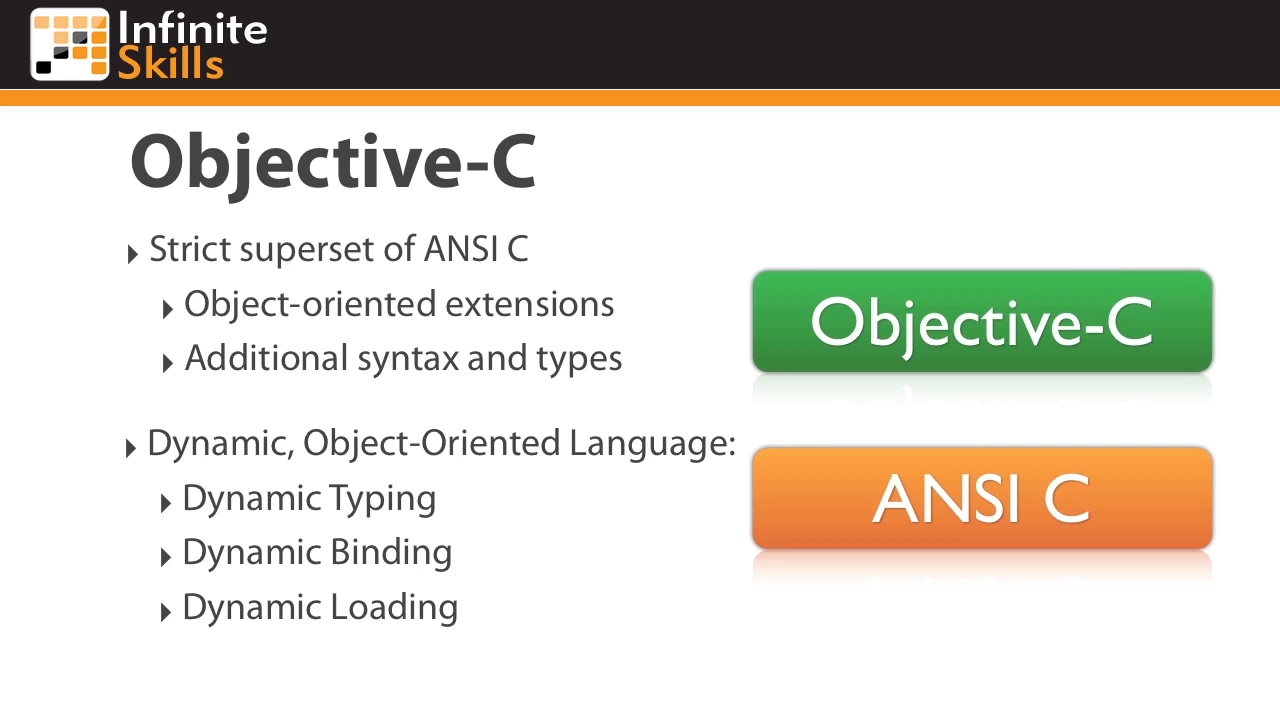 Infinite
Skills
Objective-C
Strict superset of ANSI C
Object-oriented extensions
Additional syntax and types
Dynamic, Object-Oriented Language:
Dynamic Typing
Dynamic Binding
Dynamic Loading
Objective-C
ANSI C